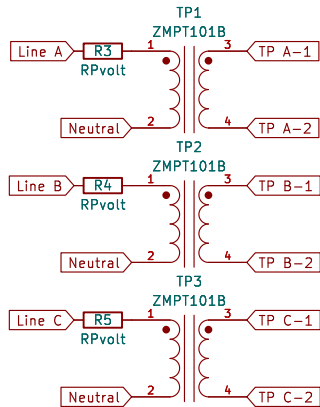 TP1
ZMPT101B
Line A R3 1 3 TP A-1
RPvolt
Neutral 2 4 TP A-2
TP2
ZMPT101B
Line B R4 1 3 TP B-1
RPvolt
Neutral 2 4 TP B-2
TP3
ZMPT101B
Line C R5 1 3 TP C-1
RPvolt
Neutral 2 4 TP C-2